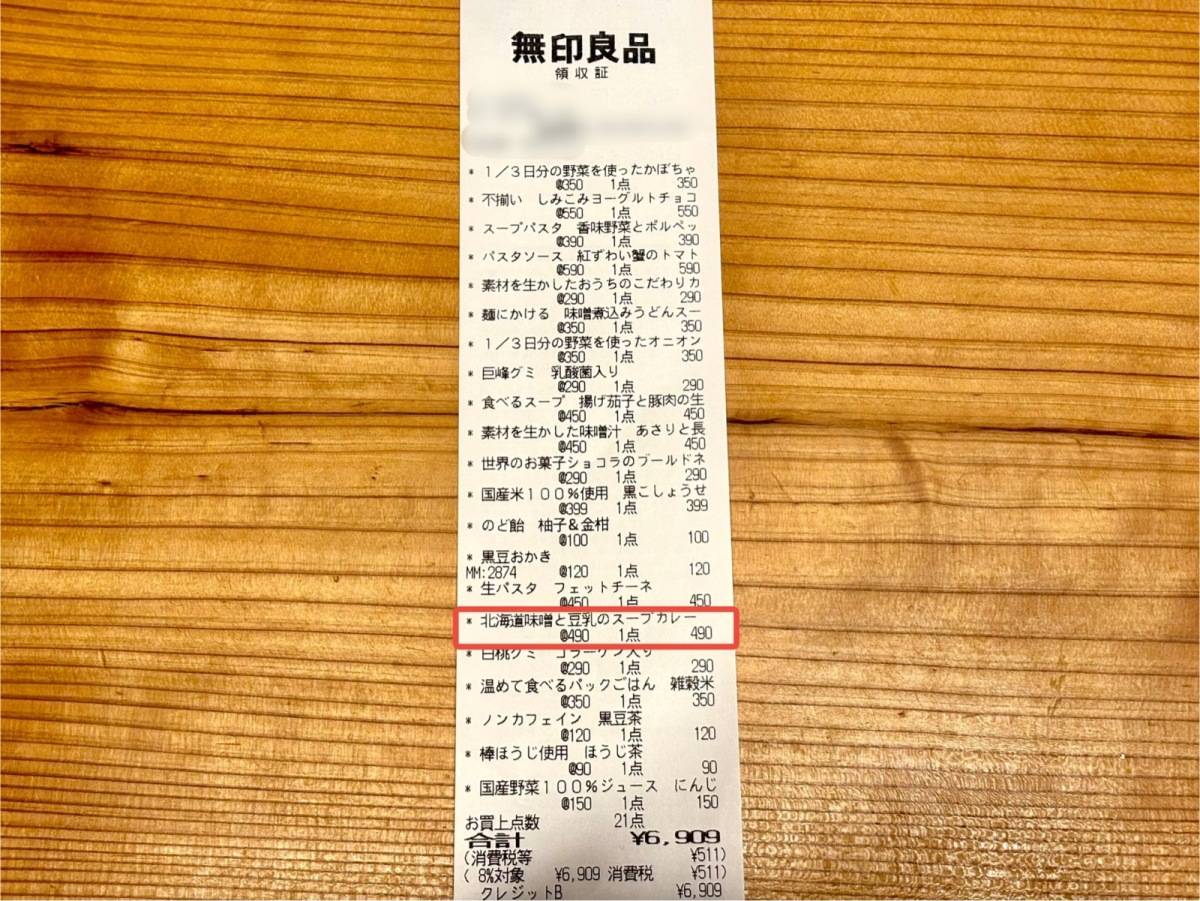 無印良品
領収証
* 1/3日分の野菜を使ったかぼちゃ
@350 1点 350
* 不揃い しみこみヨーグルトチョコ
@550 1点 550
* スープパスタ 香味野菜とポルペッ
@390 1点 390
* パスタソース 紅ずわい蟹のトマト
@590 1点 590
* 素材を生かしたおうちのこだわりカ
@290 1点 290
* 麺にかける 味噌煮込みうどんスー
@350 1点 350
* 1/3日分の野菜を使ったオニオン
@350 1点 350
* 巨峰グミ 乳酸菌入り
@290 1点 290
* 食べるスープ 揚げ茄子と豚肉の生
@450 1点 450
* 素材を生かした味噌汁 あさりと長
@450 1点 450
* 世界のお菓子ショコラのブールドネ
@290 1点 290
* 国産米100%使用 黒こしょうせ
@399 1点 399
* のど飴 柚子&金柑
@100 1点 100
* 黒豆おかき
MM:2874 @120 1点 120
* 生パスタ フェットチーネ
@450 1点 450
* 北海道味噌と豆乳のスープカレー
@490 1点 490
* 白桃グミ コラーゲン入り
@290 1点 290
* 温めて食べるパックごはん 雑穀米
@350 1点 350
* ノンカフェイン 黒豆茶
@120 1点 120
* 棒ほうじ使用 ほうじ茶
@90 1点 90
* 国産野菜100%ジュース にんじ
@150 1点 150
お買上点数 21点
合計 ¥6,909
(消費税等 ¥511)
( 8%対象 ¥6,909 消費税 ¥511)
クレジットB ¥6,909